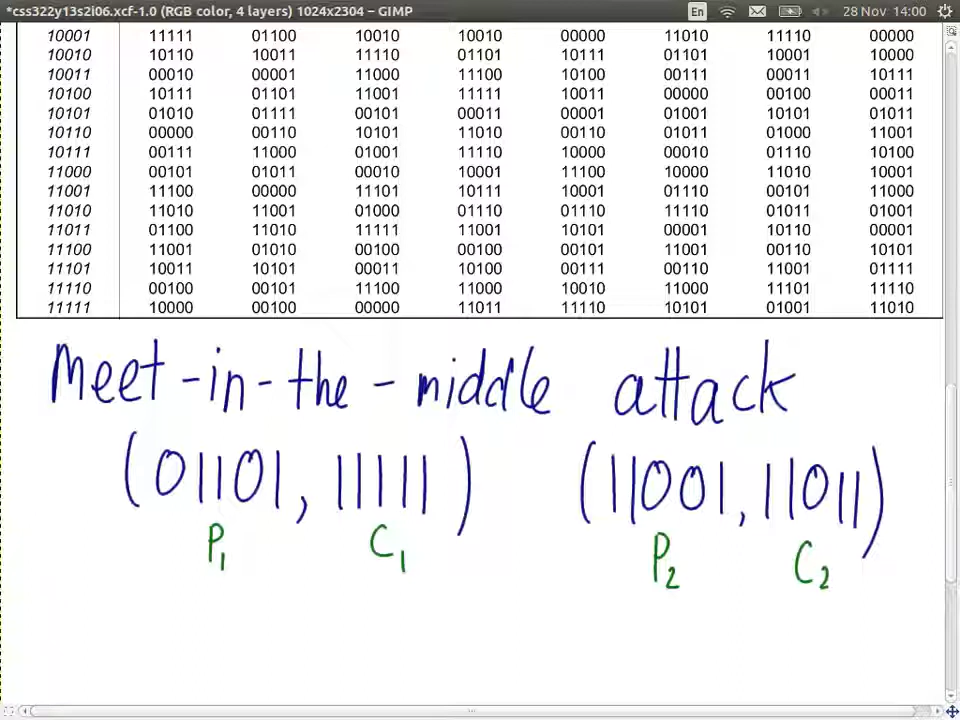 *css322y13s2i06.xcf-1.0 (RGB color, 4 layers) 1024x2304 – GIMP En 28 Nov 14:00
10001 11111 01100 10010 10010 00000 11010 11110 00000
10010 10110 10011 11110 01101 10111 01101 10001 10000
10011 00010 00001 11000 11100 10100 00111 00011 10111
10100 10111 01101 11001 11111 10011 00000 00100 00011
10101 01010 01111 00101 00011 00001 01001 10101 01011
10110 00000 00110 10101 11010 00110 01011 01000 11001
10111 00111 11000 01001 11110 10000 00010 01110 10100
11000 00101 01011 00010 10001 11100 10000 11010 10001
11001 11100 00000 11101 10111 10001 01110 00101 11000
11010 11010 11001 01000 01110 01110 11110 01011 01001
11011 01100 11010 11111 11001 10101 00001 10110 00001
11100 11001 01010 00100 00100 00101 11001 00110 10101
11101 10011 10101 00011 10100 00111 00110 11001 01111
11110 00100 00101 11100 11000 10010 11000 11101 11110
11111 10000 00100 00000 11011 11110 10101 01001 11010
Meet-in-the-middle attack
(01101, 11111) (11001, 11011)
P1 C1 P2 C2